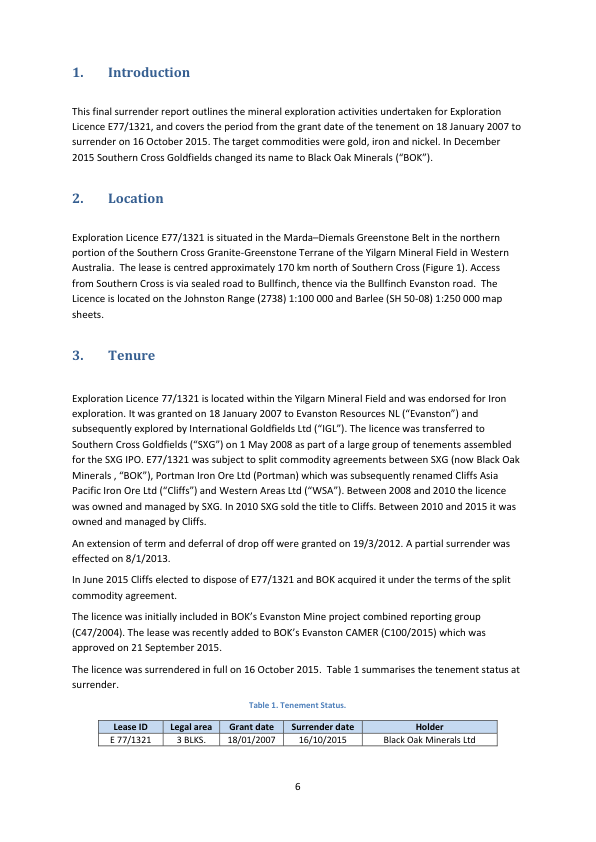 1. Introduction
This final surrender report outlines the mineral exploration activities undertaken for Exploration
Licence E77/1321, and covers the period from the grant date of the tenement on 18 January 2007 to
surrender on 16 October 2015. The target commodities were gold, iron and nickel. In December
2015 Southern Cross Goldfields changed its name to Black Oak Minerals (“BOK”).
2. Location
Exploration Licence E77/1321 is situated in the Marda–Diemals Greenstone Belt in the northern
portion of the Southern Cross Granite-Greenstone Terrane of the Yilgarn Mineral Field in Western
Australia.  The lease is centred approximately 170 km north of Southern Cross (Figure 1). Access
from Southern Cross is via sealed road to Bullfinch, thence via the Bullfinch Evanston road.  The
Licence is located on the Johnston Range (2738) 1:100 000 and Barlee (SH 50-08) 1:250 000 map
sheets.
3. Tenure
Exploration Licence 77/1321 is located within the Yilgarn Mineral Field and was endorsed for Iron
exploration. It was granted on 18 January 2007 to Evanston Resources NL (“Evanston”) and
subsequently explored by International Goldfields Ltd (“IGL”). The licence was transferred to
Southern Cross Goldfields (“SXG”) on 1 May 2008 as part of a large group of tenements assembled
for the SXG IPO. E77/1321 was subject to split commodity agreements between SXG (now Black Oak
Minerals , “BOK”), Portman Iron Ore Ltd (Portman) which was subsequently renamed Cliffs Asia
Pacific Iron Ore Ltd (“Cliffs”) and Western Areas Ltd (“WSA”). Between 2008 and 2010 the licence
was owned and managed by SXG. In 2010 SXG sold the title to Cliffs. Between 2010 and 2015 it was
owned and managed by Cliffs.
An extension of term and deferral of drop off were granted on 19/3/2012. A partial surrender was
effected on 8/1/2013.
In June 2015 Cliffs elected to dispose of E77/1321 and BOK acquired it under the terms of the split
commodity agreement.
The licence was initially included in BOK’s Evanston Mine project combined reporting group
(C47/2004). The lease was recently added to BOK’s Evanston CAMER (C100/2015) which was
approved on 21 September 2015.
The licence was surrendered in full on 16 October 2015.  Table 1 summarises the tenement status at
surrender.
Table 1. Tenement Status.
Lease ID Legal area Grant date Surrender date Holder
E 77/1321 3 BLKS. 18/01/2007 16/10/2015 Black Oak Minerals Ltd
6